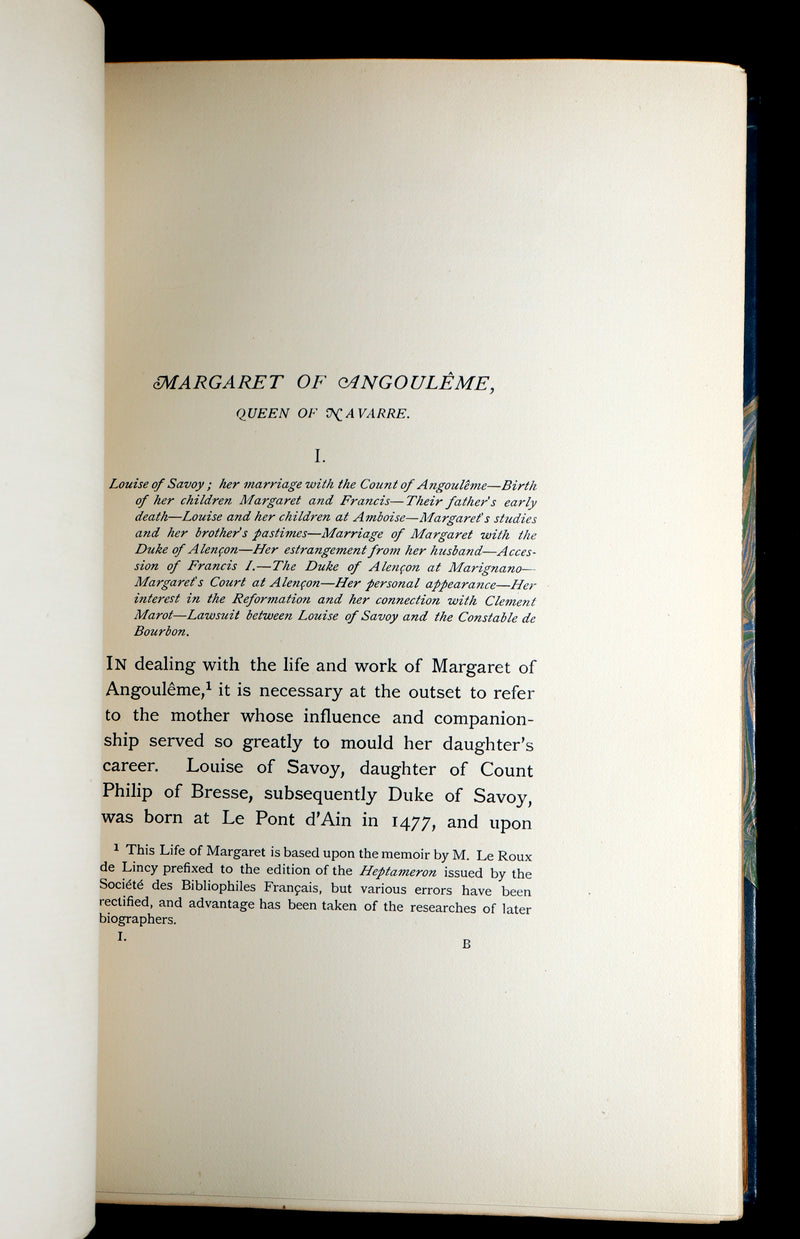 MARGARET OF ANGOULÊME,
QUEEN OF NAVARRE.
I.
Louise of Savoy; her marriage with the Count of Angoulême—Birth
of her children Margaret and Francis—Their father's early
death—Louise and her children at Amboise—Margaret's studies
and her brother's pastimes—Marriage of Margaret with the
Duke of Alençon—Her estrangement from her husband—Acces-
sion of Francis I.—The Duke of Alençon at Marignano—
Margaret's Court at Alençon—Her personal appearance—Her
interest in the Reformation and her connection with Clement
Marot—Lawsuit between Louise of Savoy and the Constable de
Bourbon.
IN dealing with the life and work of Margaret of
Angoulême,¹ it is necessary at the outset to refer
to the mother whose influence and companion-
ship served so greatly to mould her daughter's
career. Louise of Savoy, daughter of Count
Philip of Bresse, subsequently Duke of Savoy,
was born at Le Pont d'Ain in 1477, and upon
¹ This Life of Margaret is based upon the memoir by M. Le Roux
de Lincy prefixed to the edition of the Heptameron issued by the
Société des Bibliophiles Français, but various errors have been
rectified, and advantage has been taken of the researches of later
biographers.
I. B